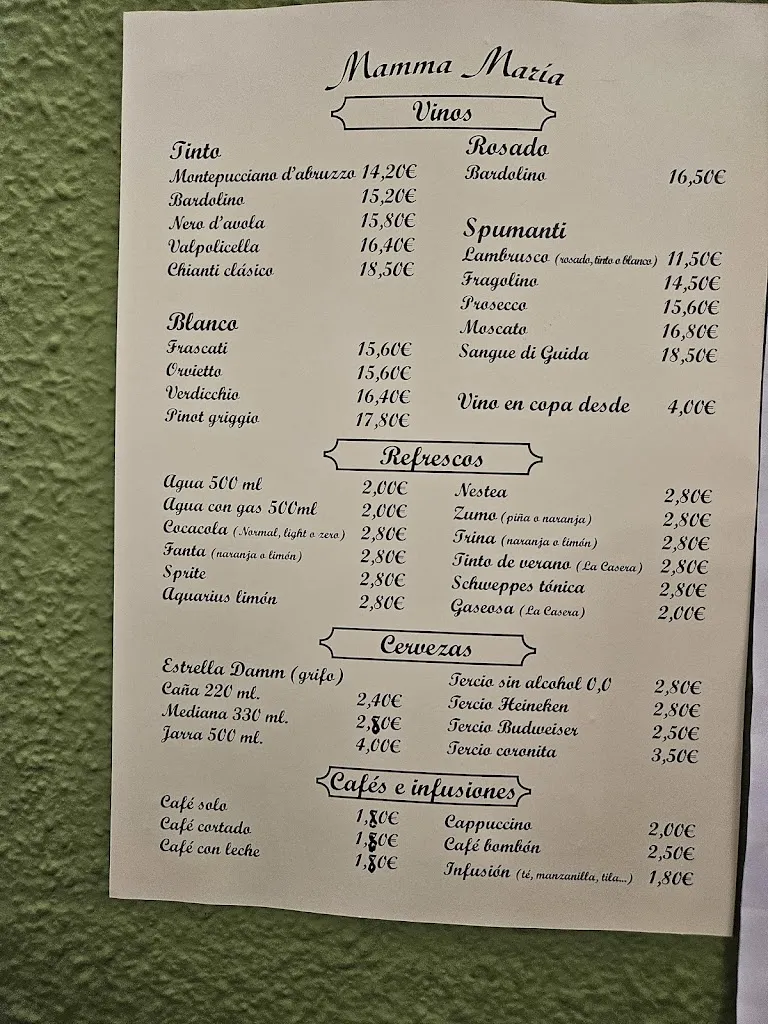 Mamma María
Vinos
Tinto
Montepucciano d'abruzzo 14,20€
Bardolino 15,20€
Nero d'avola 15,80€
Valpolicella 16,40€
Chianti clásico 18,50€
Blanco
Frascati 15,60€
Orvietto 15,60€
Verdicchio 16,40€
Pinot griggio 17,80€
Rosado
Bardolino 16,50€
Spumanti
Lambrusco (rosado, tinto o blanco) 11,50€
Fragolino 14,50€
Prosecco 15,60€
Moscato 16,80€
Sangue di Guida 18,50€
Vino en copa desde 4,00€
Refrescos
Agua 500 ml 2,00€
Agua con gas 500ml 2,00€
Cocacola (Normal, light o zero) 2,80€
Fanta (naranja o limón) 2,80€
Sprite 2,80€
Aquarius limón 2,80€
Nestea 2,80€
Zumo (piña o naranja) 2,80€
Trina (naranja o limón) 2,80€
Tinto de verano (La Casera) 2,80€
Schweppes tónica 2,80€
Gaseosa (La Casera) 2,00€
Cervezas
Estrella Damm (grifo)
Caña 220 ml. 2,40€
Mediana 330 ml. 2,80€
Jarra 500 ml. 4,00€
Tercio sin alcohol 0,0 2,80€
Tercio Heineken 2,80€
Tercio Budweiser 2,50€
Tercio coronita 3,50€
Cafés e infusiones
Café solo 1,80€
Café cortado 1,80€
Café con leche 1,80€
Cappuccino 2,00€
Café bombón 2,50€
Infusión (té, manzanilla, tila...) 1,80€